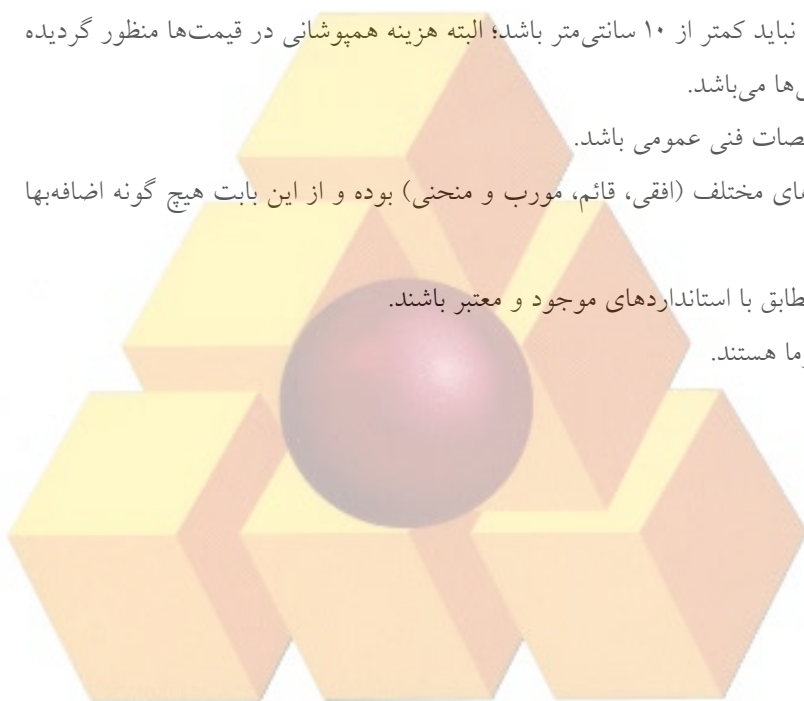 نباید کمتر از ۱۰ سانتی‌متر باشد؛ البته هزینه همپوشانی در قیمت‌ها منظور گردیده
‌ها می‌باشد.
صات فنی عمومی باشد.
های مختلف (افقی، قائم، مورب و منحنی) بوده و از این بابت هیچ گونه اضافه‌بها
طابق با استانداردهای موجود و معتبر باشند.
ما هستند.